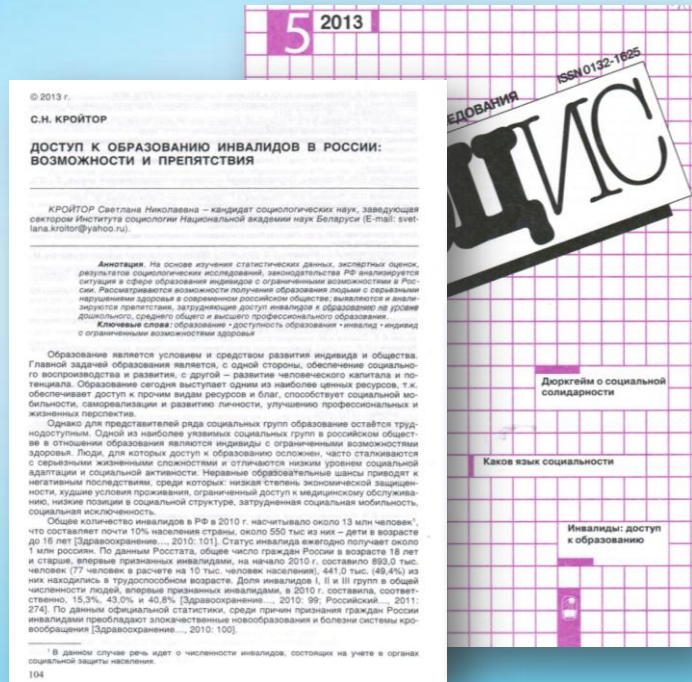 5 2013
ISSN 0132-1625
© 2013 г.
С.Н. КРОЙТОР
ДОСТУП К ОБРАЗОВАНИЮ ИНВАЛИДОВ В РОССИИ:
ВОЗМОЖНОСТИ И ПРЕПЯТСТВИЯ
КРОЙТОР Светлана Николаевна – кандидат социологических наук, заведующая
сектором Института социологии Национальной академии наук Беларуси (E-mail: svet-
lana.kroitor@yahoo.ru).
Аннотация. На основе изучения статистических данных, экспертных оценок,
результатов социологических исследований, законодательства РФ анализируется
ситуация в сфере образования индивидов с ограниченными возможностями в Рос-
сии. Рассматриваются возможности получения образования людьми с серьезными
нарушениями здоровья в современном российском обществе; выявляются и анали-
зируются препятствия, затрудняющие доступ инвалидов к образованию на уровне
дошкольного, среднего общего и высшего профессионального образования.
Ключевые слова: образование • доступность образования • инвалид • индивид
с ограниченными возможностями здоровья
Образование является условием и средством развития индивида и общества.
Главной задачей образования является, с одной стороны, обеспечение социально-
го воспроизводства и развития, с другой – развитие человеческого капитала и по-
тенциала. Образование сегодня выступает одним из наиболее ценных ресурсов, т.к.
обеспечивает доступ к прочим видам ресурсов и благ, способствует социальной мо-
бильности, самореализации и развитию личности, улучшению профессиональных и
жизненных перспектив.
Однако для представителей ряда социальных групп образование остаётся труд-
нодоступным. Одной из наиболее уязвимых социальных групп в российском общест-
ве в отношении образования являются индивиды с ограниченными возможностями
здоровья. Люди, для которых доступ к образованию осложнен, часто сталкиваются
с серьезными жизненными сложностями и отличаются низким уровнем социальной
адаптации и социальной активности. Неравные образовательные шансы приводят к
негативным последствиям, среди которых: низкая степень экономической защищен-
ности, худшие условия проживания, ограниченный доступ к медицинскому обслужива-
нию, низкие позиции в социальной структуре, затрудненная социальная мобильность,
социальная исключенность.
Общее количество инвалидов в РФ в 2010 г. насчитывало около 13 млн человек¹,
что составляет почти 10% населения страны, около 550 тыс из них – дети в возрасте
до 16 лет [Здравоохранение..., 2010: 101]. Статус инвалида ежегодно получает около
1 млн россиян. По данным Росстата, общее число граждан России в возрасте 18 лет
и старше, впервые признанных инвалидами, на начало 2010 г. составило 893,0 тыс.
человек (77 человек в расчете на 10 тыс. человек населения), 441,0 тыс. (49,4%) из
них находились в трудоспособном возрасте. Доля инвалидов I, II и III групп в общей
численности людей, впервые признанных инвалидами, в 2010 г. составила, соответ-
ственно, 15,3%, 43,0% и 40,8% [Здравоохранение..., 2010: 99; Российский..., 2011:
274]. По данным официальной статистики, среди причин признания граждан России
инвалидами преобладают злокачественные новообразования и болезни системы кро-
вообращения [Здравоохранение..., 2010: 100].
¹ В данном случае речь идет о численности инвалидов, состоящих на учете в органах
социальной защиты населения.
104
ЕДОВАНИЯ
ЦИС
Дюркгейм о социальной
солидарности
Каков язык социальности
Инвалиды: доступ
к образованию